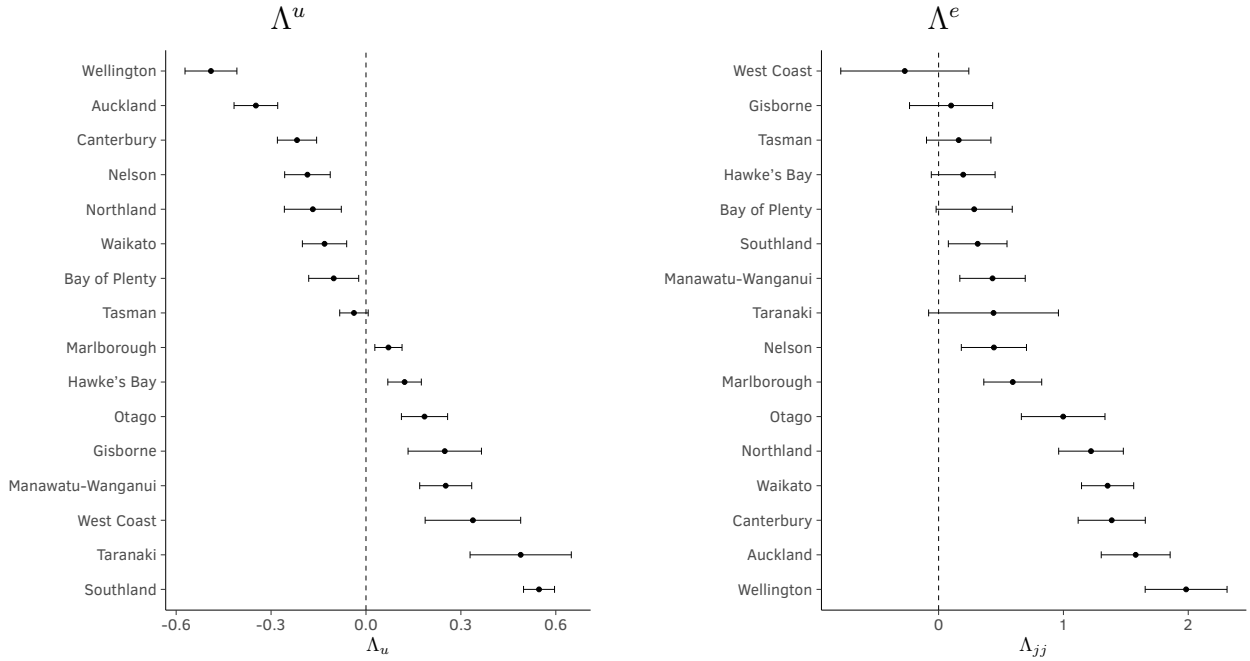 Λ^u
Wellington
Auckland
Canterbury
Nelson
Northland
Waikato
Bay of Plenty
Tasman
Marlborough
Hawke's Bay
Otago
Gisborne
Manawatu-Wanganui
West Coast
Taranaki
Southland
-0.6 -0.3 0.0 0.3 0.6
Λ_u
Λ^e
West Coast
Gisborne
Tasman
Hawke's Bay
Bay of Plenty
Southland
Manawatu-Wanganui
Taranaki
Nelson
Marlborough
Otago
Northland
Waikato
Canterbury
Auckland
Wellington
0 1 2
Λ_jj